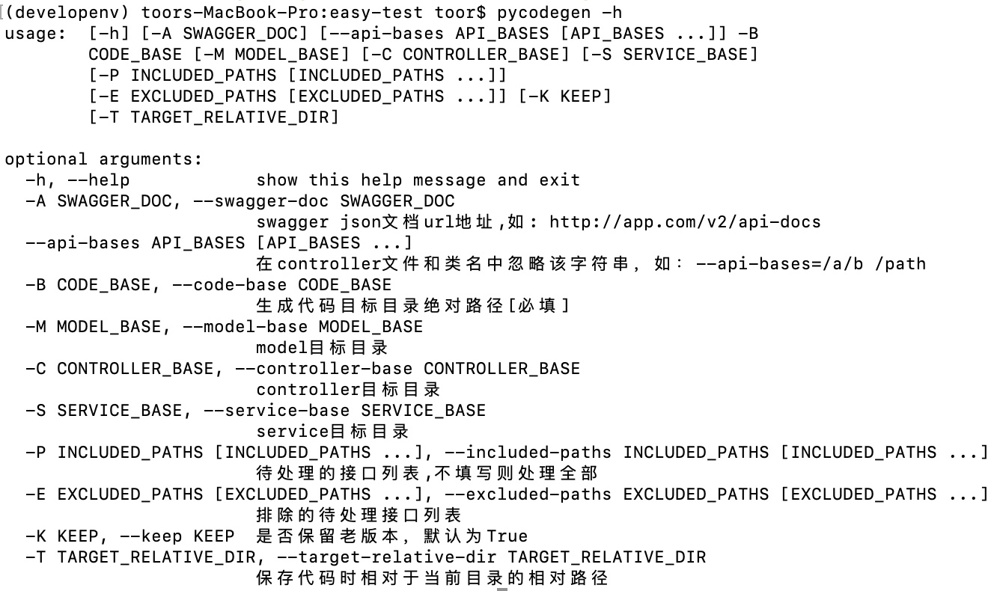 [(developenv) toors-MacBook-Pro:easy-test toor$ pycodegen -h
usage:  [-h] [-A SWAGGER_DOC] [--api-bases API_BASES [API_BASES ...]] -B
        CODE_BASE [-M MODEL_BASE] [-C CONTROLLER_BASE] [-S SERVICE_BASE]
        [-P INCLUDED_PATHS [INCLUDED_PATHS ...]]
        [-E EXCLUDED_PATHS [EXCLUDED_PATHS ...]] [-K KEEP]
        [-T TARGET_RELATIVE_DIR]

optional arguments:
  -h, --help            show this help message and exit
  -A SWAGGER_DOC, --swagger-doc SWAGGER_DOC
                        swagger json文档url地址,如: http://app.com/v2/api-docs
  --api-bases API_BASES [API_BASES ...]
                        在controller文件和类名中忽略该字符串，如：--api-bases=/a/b /path
  -B CODE_BASE, --code-base CODE_BASE
                        生成代码目标目录绝对路径[必填]
  -M MODEL_BASE, --model-base MODEL_BASE
                        model目标目录
  -C CONTROLLER_BASE, --controller-base CONTROLLER_BASE
                        controller目标目录
  -S SERVICE_BASE, --service-base SERVICE_BASE
                        service目标目录
  -P INCLUDED_PATHS [INCLUDED_PATHS ...], --included-paths INCLUDED_PATHS [INCLUDED_PATHS ...]
                        待处理的接口列表,不填写则处理全部
  -E EXCLUDED_PATHS [EXCLUDED_PATHS ...], --excluded-paths EXCLUDED_PATHS [EXCLUDED_PATHS ...]
                        排除的待处理接口列表
  -K KEEP, --keep KEEP  是否保留老版本，默认为True
  -T TARGET_RELATIVE_DIR, --target-relative-dir TARGET_RELATIVE_DIR
                        保存代码时相对于当前目录的相对路径